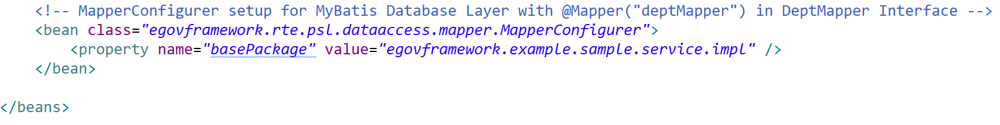 <!-- MapperConfigurer setup for MyBatis Database Layer with @Mapper("deptMapper") in DeptMapper Interface -->
<bean class="egovframework.rte.psl.dataaccess.mapper.MapperConfigurer">
<property name="basePackage" value="egovframework.example.sample.service.impl" />
</bean>
</beans>